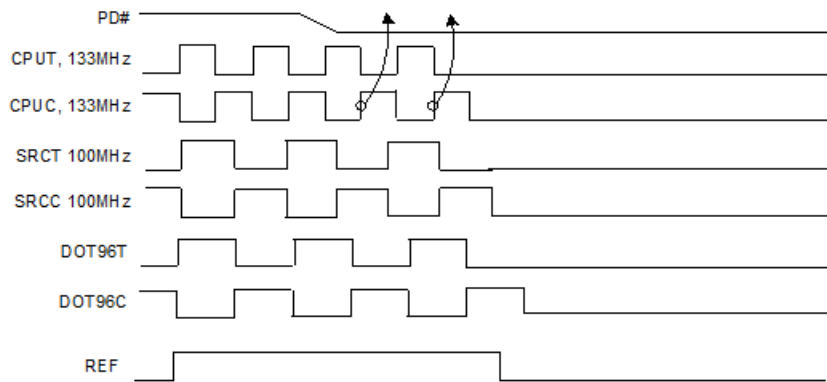 PD#
CPUT, 133MHz
CPUC, 133MHz
SRCT 100MHz
SRCC 100MHz
DOT96T
DOT96C
REF